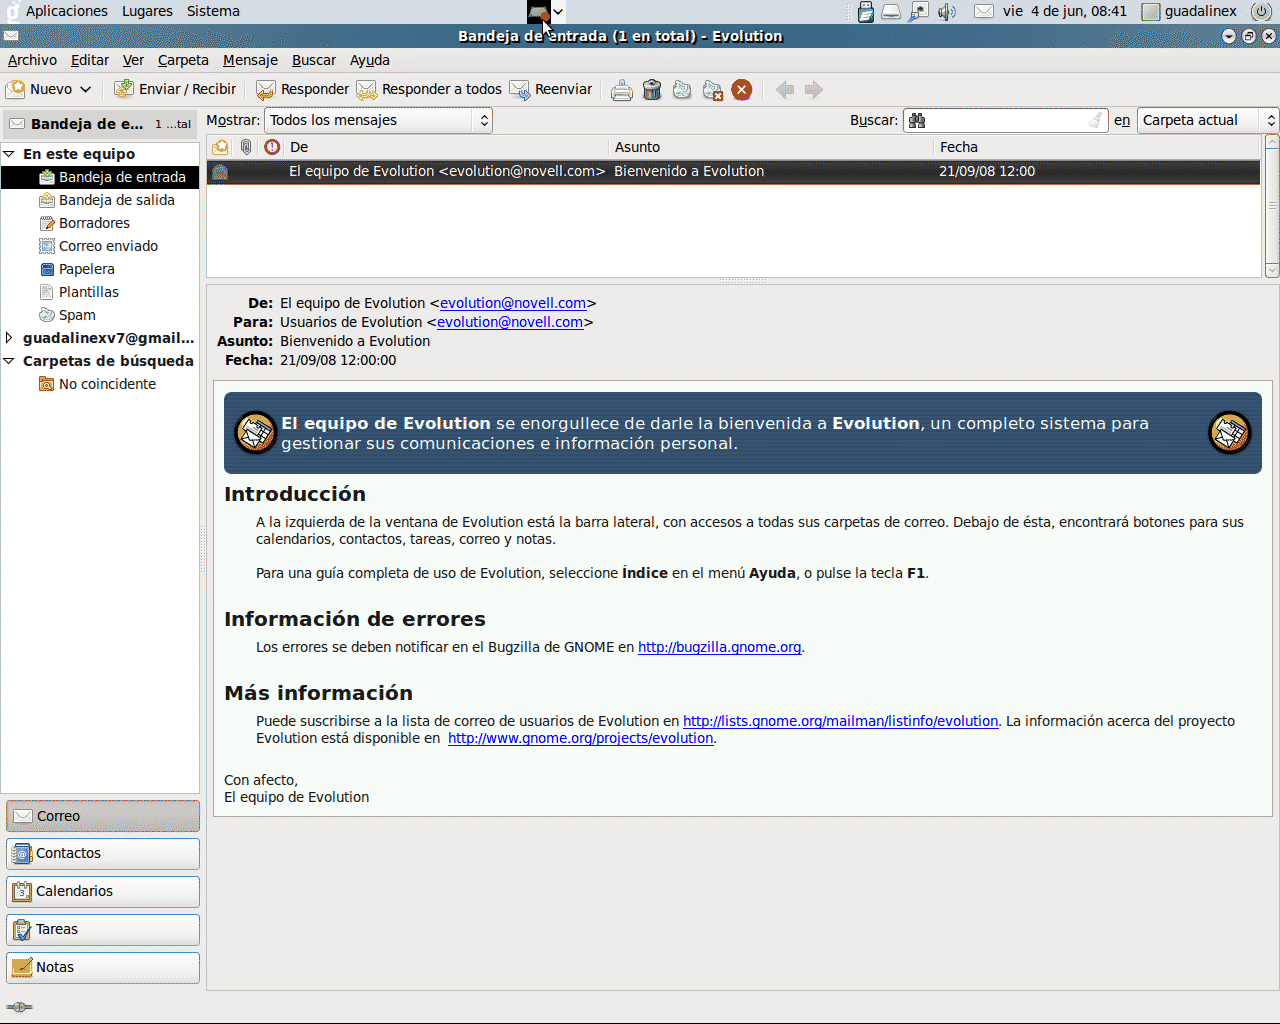 Aplicaciones Lugares Sistema vie 4 de jun, 08:41 guadalinex
Bandeja de entrada (1 en total) - Evolution
Archivo Editar Ver Carpeta Mensaje Buscar Ayuda
Nuevo Enviar / Recibir Responder Responder a todos Reenviar
Bandeja de e... 1 ...tal
Mostrar: Todos los mensajes Buscar: en Carpeta actual
De Asunto Fecha
El equipo de Evolution <evolution@novell.com> Bienvenido a Evolution 21/09/08 12:00
En este equipo
Bandeja de entrada
Bandeja de salida
Borradores
Correo enviado
Papelera
Plantillas
Spam
guadalinexv7@gmail...
Carpetas de búsqueda
No coincidente
De: El equipo de Evolution <evolution@novell.com>
Para: Usuarios de Evolution <evolution@novell.com>
Asunto: Bienvenido a Evolution
Fecha: 21/09/08 12:00:00
El equipo de Evolution se enorgullece de darle la bienvenida a Evolution, un completo sistema para
gestionar sus comunicaciones e información personal.
Introducción
A la izquierda de la ventana de Evolution está la barra lateral, con accesos a todas sus carpetas de correo. Debajo de ésta, encontrará botones para sus
calendarios, contactos, tareas, correo y notas.
Para una guía completa de uso de Evolution, seleccione Índice en el menú Ayuda, o pulse la tecla F1.
Información de errores
Los errores se deben notificar en el Bugzilla de GNOME en http://bugzilla.gnome.org.
Más información
Puede suscribirse a la lista de correo de usuarios de Evolution en http://lists.gnome.org/mailman/listinfo/evolution. La información acerca del proyecto
Evolution está disponible en http://www.gnome.org/projects/evolution.
Con afecto,
El equipo de Evolution
Correo
Contactos
Calendarios
Tareas
Notas